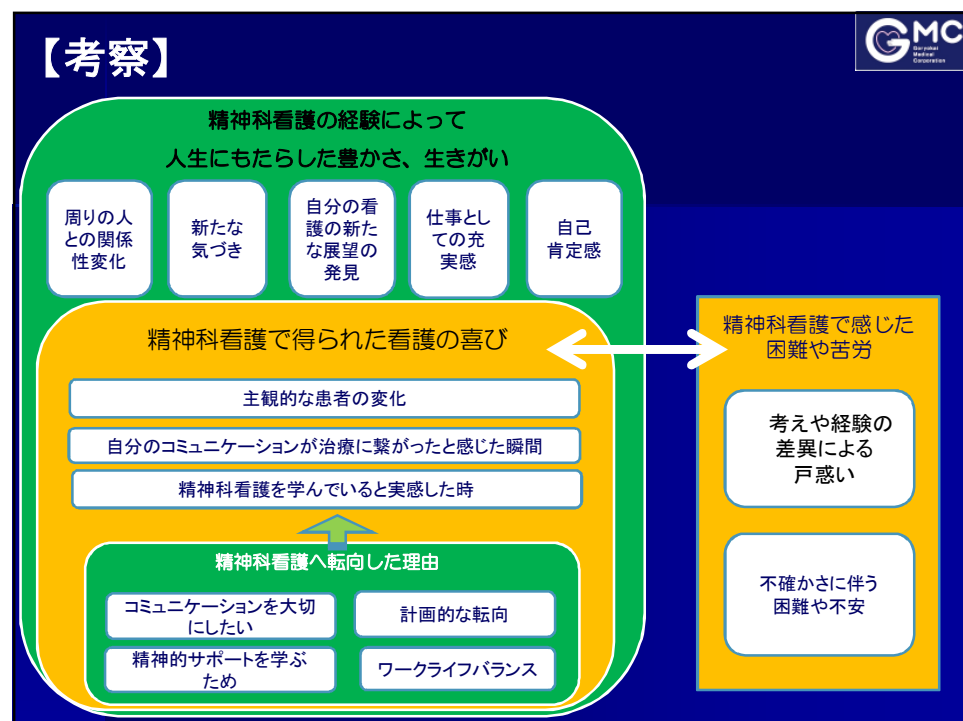 【考察】
GMC
Goryokai
Medical
Corporation
精神科看護の経験によって
人生にもたらした豊かさ、生きがい
周りの人
との関係
性変化
新たな
気づき
自分の看
護の新た
な展望の
発見
仕事とし
ての充
実感
自己
肯定感
精神科看護で得られた看護の喜び
主観的な患者の変化
自分のコミュニケーションが治療に繋がったと感じた瞬間
精神科看護を学んでいると実感した時
精神科看護へ転向した理由
コミュニケーションを大切
にしたい
計画的な転向
精神的サポートを学ぶ
ため
ワークライフバランス
精神科看護で感じた
困難や苦労
考えや経験の
差異による
戸惑い
不確かさに伴う
困難や不安